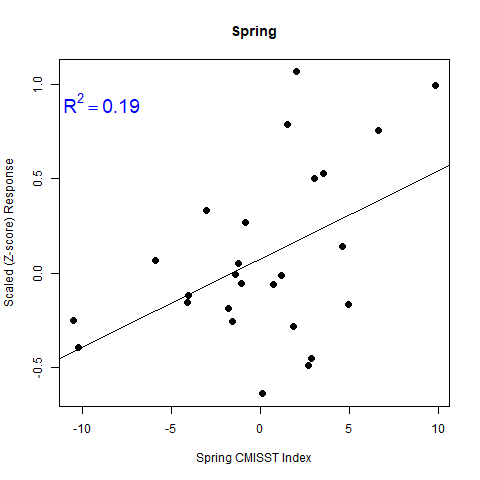 Spring
R² = 0.19
Scaled (Z-score) Response
1.0
0.5
0.0
-0.5
-10 -5 0 5 10
Spring CMISST Index